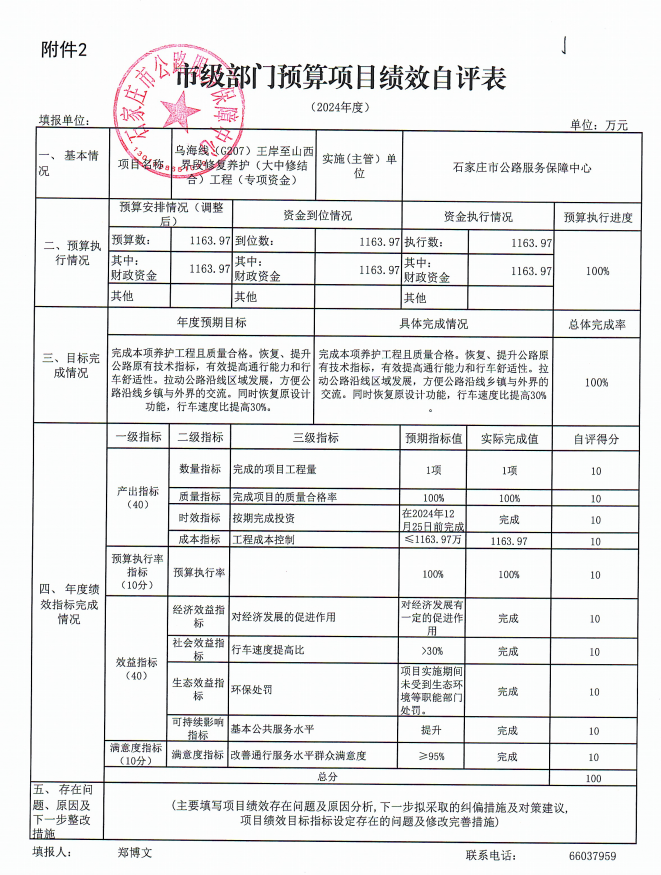 附件2
市级部门预算项目绩效自评表
（2024年度）
填报单位：
单位：万元
一、 基本情况
项目名称
乌海线（G207）王岸至山西
界段修复养护（大中修结
合）工程（专项资金）
实施(主管）单
位
石家庄市公路服务保障中心
二、预算执
行情况
预算安排情况（调整
后）
资金到位情况
资金执行情况
预算执行进度
预算数： 1163.97 到位数： 1163.97 执行数： 1163.97
100%
其中：
财政资金 1163.97
其中：
财政资金 1163.97
其中：
财政资金 1163.97
其他 其他 其他
三、目标完
成情况
年度预期目标 具体完成情况 总体完成率
完成本项养护工程且质量合格。恢复、提升
公路原有技术指标，有效提高通行能力和行
车舒适性。拉动公路沿线区域发展，方便公
路沿线乡镇与外界的交流。同时恢复原设计
功能，行车速度比提高30%。
完成本项养护工程且质量合格。恢复、提升公路原
有技术指标，有效提高通行能力和行车舒适性。拉
动公路沿线区域发展，方便公路沿线乡镇与外界的
交流。同时恢复原设计功能，行车速度比提高30%
。
100%
四、 年度绩
效指标完成
情况
一级指标 二级指标 三级指标 预期指标值 实际完成值 自评得分
产出指标
（40）
数量指标 完成的项目工程量 1项 1项 10
质量指标 完成项目的质量合格率 100% 100% 10
时效指标 按期完成投资 在2024年12
月25日前完成 完成 10
成本指标 工程成本控制 ≤1163.97万 1163.97 10
预算执行率
指标
（10分）
预算执行率 100% 100% 10
效益指标
（40）
经济效益指
标 对经济发展的促进作用 对经济发展有
一定的促进作
用 完成 10
社会效益指
标 行车速度提高比 >30% 完成 10
生态效益指
标 环保处罚 项目实施期间
未受到生态环
境等职能部门
处罚。 完成 10
可持续影响
指标 基本公共服务水平 提升 完成 10
满意度指标
（10分）
满意度指标 改善通行服务水平群众满意度 ≥95% 完成 10
总分 100
五、 存在问
题、原因及
下一步整改
措施
(主要填写项目绩效存在问题及原因分析，下一步拟采取的纠偏措施及对策建议，
项目绩效目标指标设定存在的问题及修改完善措施)
填报人： 郑博文 联系电话： 66037959